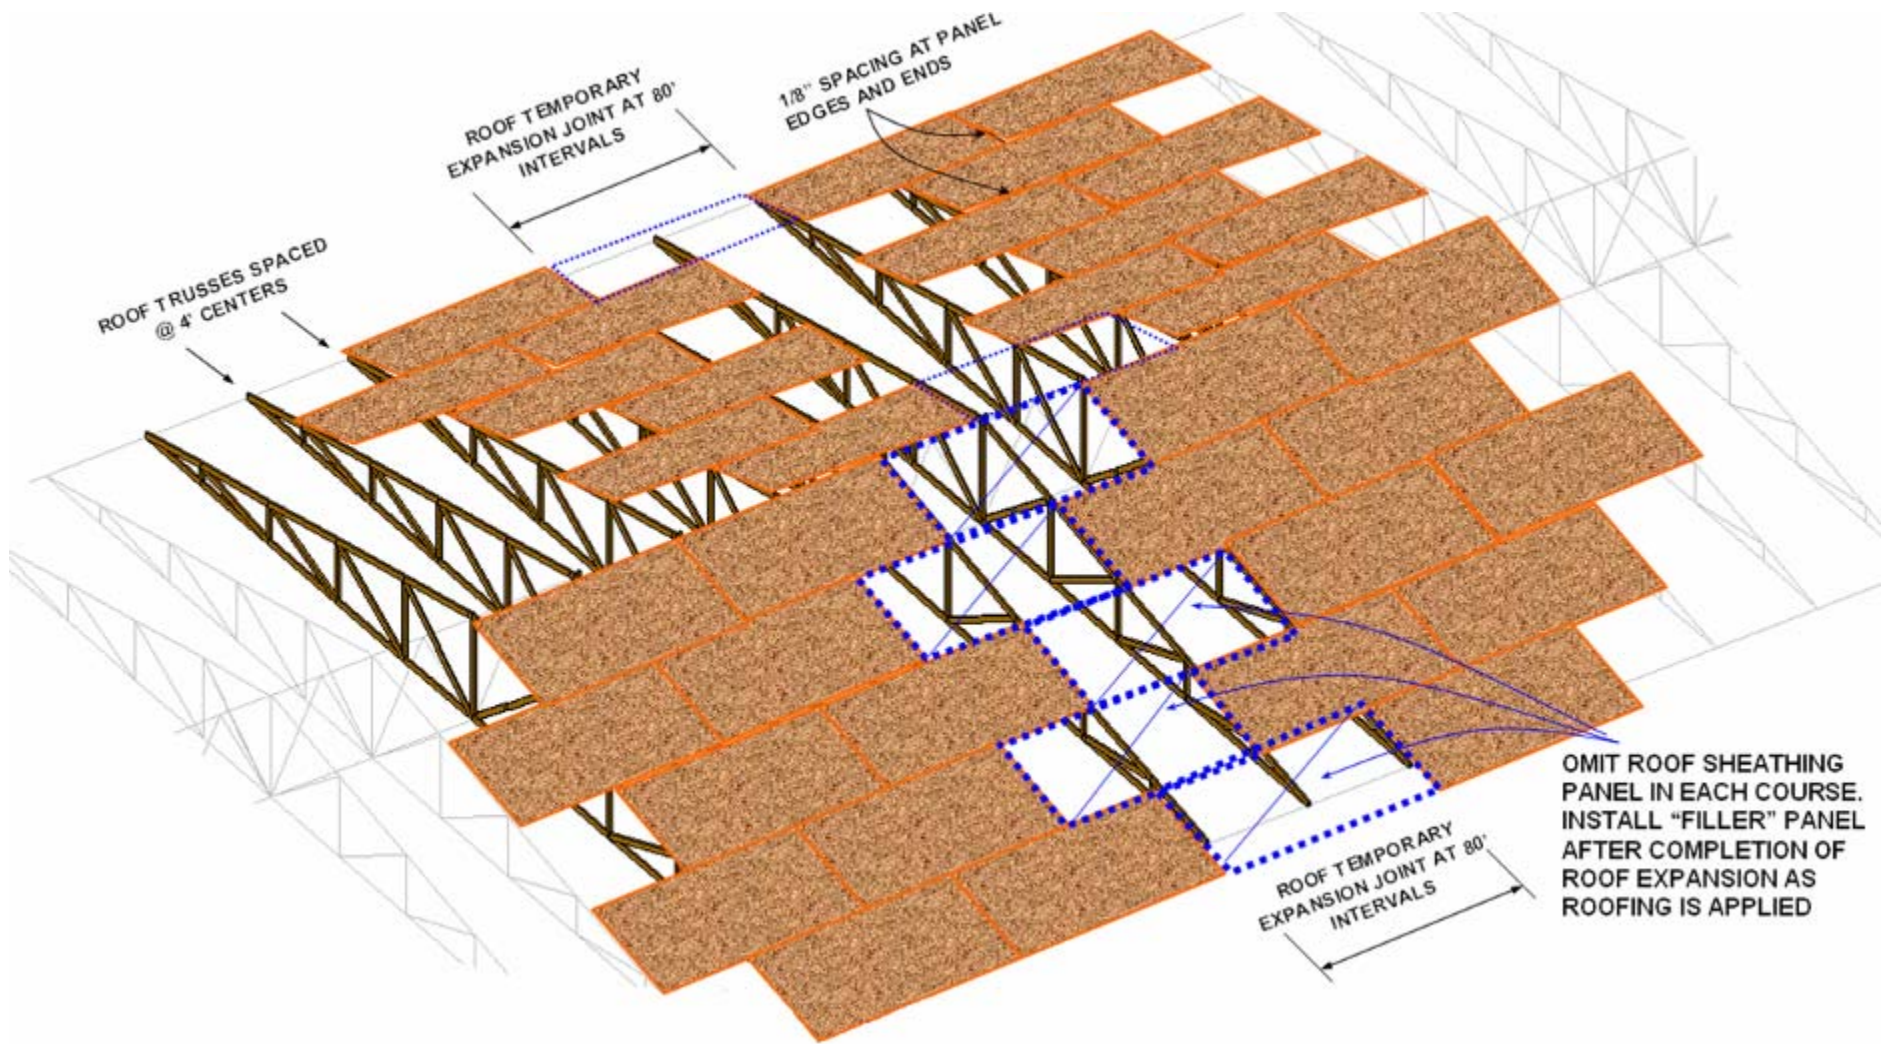 1/8" SPACING AT PANEL
EDGES AND ENDS
ROOF TEMPORARY
EXPANSION JOINT AT 80'
INTERVALS
ROOF TRUSSES SPACED
@ 4' CENTERS
OMIT ROOF SHEATHING
PANEL IN EACH COURSE.
INSTALL “FILLER” PANEL
AFTER COMPLETION OF
ROOF EXPANSION AS
ROOFING IS APPLIED
ROOF TEMPORARY
EXPANSION JOINT AT 80'
INTERVALS